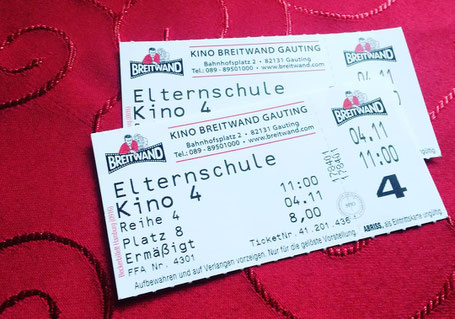 BREITWAND
KINO BREITWAND GAUTING
Bahnhofsplatz 2 • 82131 Gauting
Tel.: 089 - 89501000 • www.breitwand.com
Elternschule
Kino 4
BREITWAND
04.11
BREITWAND
KINO BREITWAND GAUTING
Bahnhofsplatz 2 • 82131 Gauting
Tel.: 089 - 89501000 • www.breitwand.com
Elternschule
Kino 4 11:00
Reihe 4 04.11
Platz 8 8,00
Ermäßigt TicketNr.41.201.436
FFA Nr. 4301 Nur für die gelöste Vorstellung.
Aufbewahren und auf Verlangen vorzeigen.
BREITWAND
04.11
11:00
4
ABRISS: als Eintrittskarte ungültig